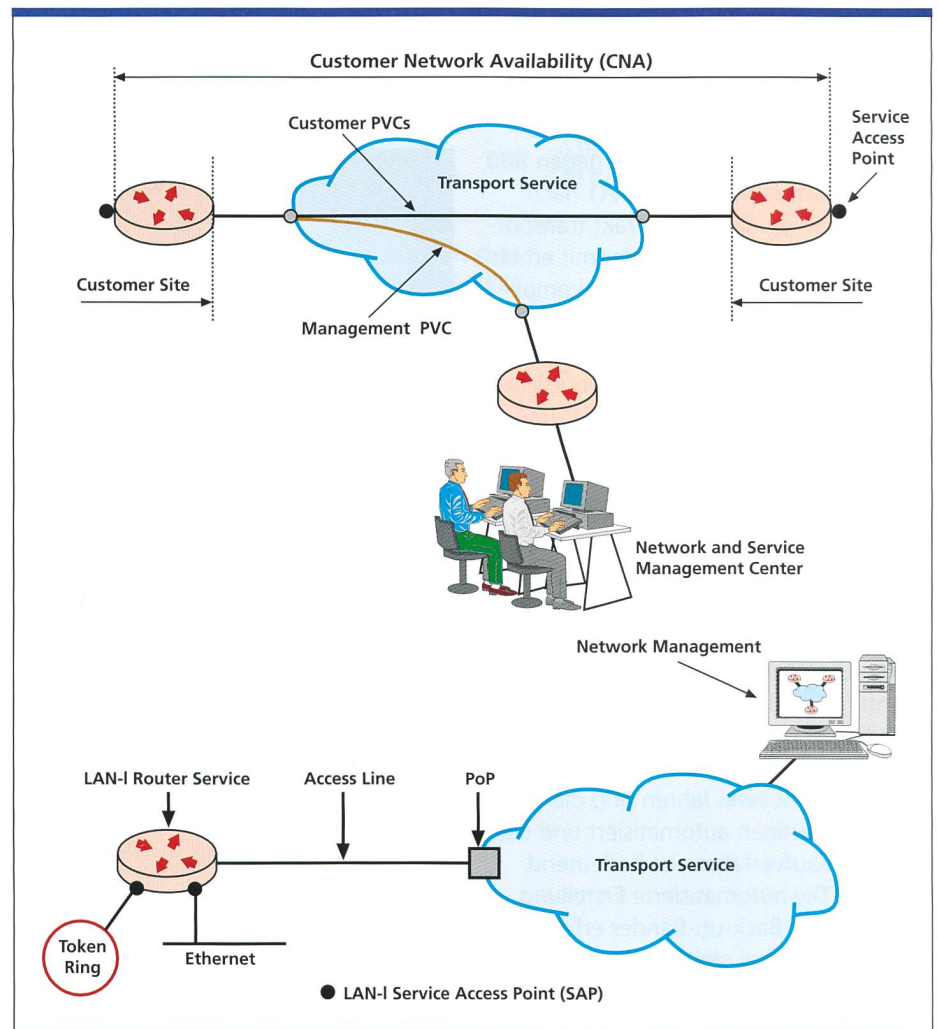 Customer Network Availability (CNA)
Customer PVCs
Service
Access
Point
Transport Service
Customer Site
Customer Site
Management PVC
Network and Service
Management Center
Network Management
LAN-I Router Service
Access Line
PoP
Transport Service
Token
Ring
Ethernet
LAN-I Service Access Point (SAP)